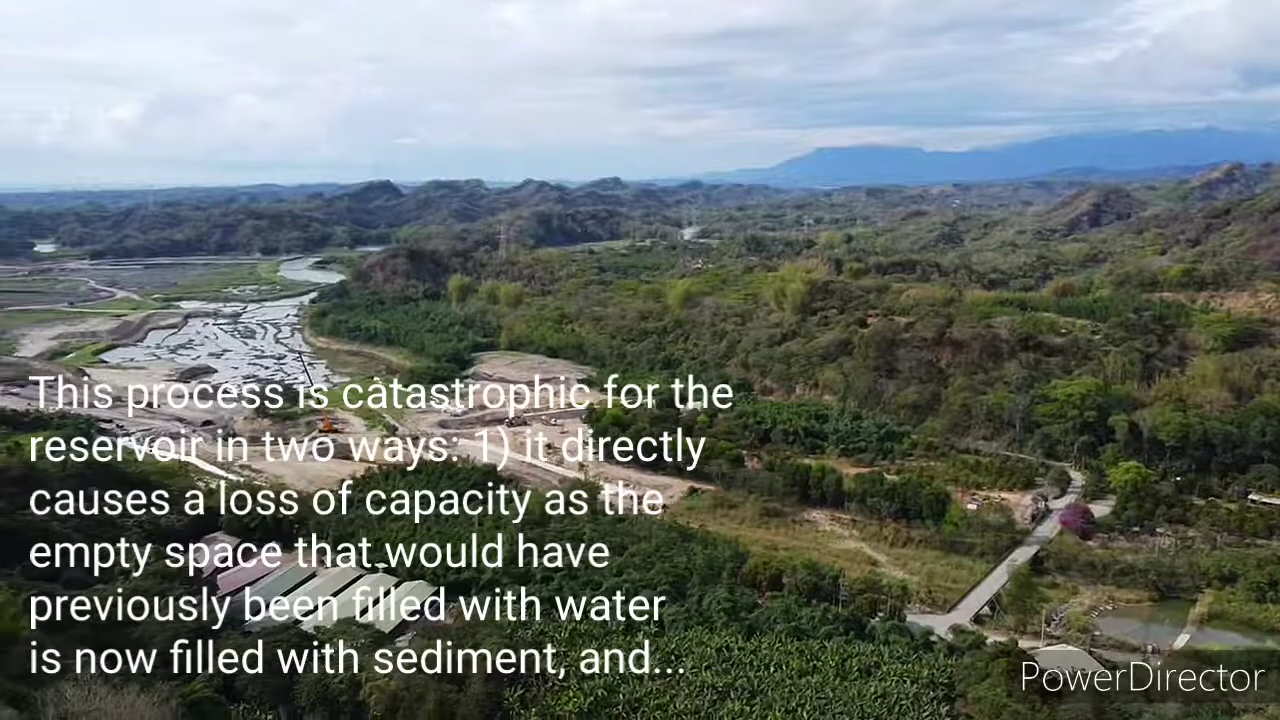 This process is catastrophic for the
reservoir in two ways: 1) it directly
causes a loss of capacity as the
empty space that would have
previously been filled with water
is now filled with sediment, and...
PowerDirector